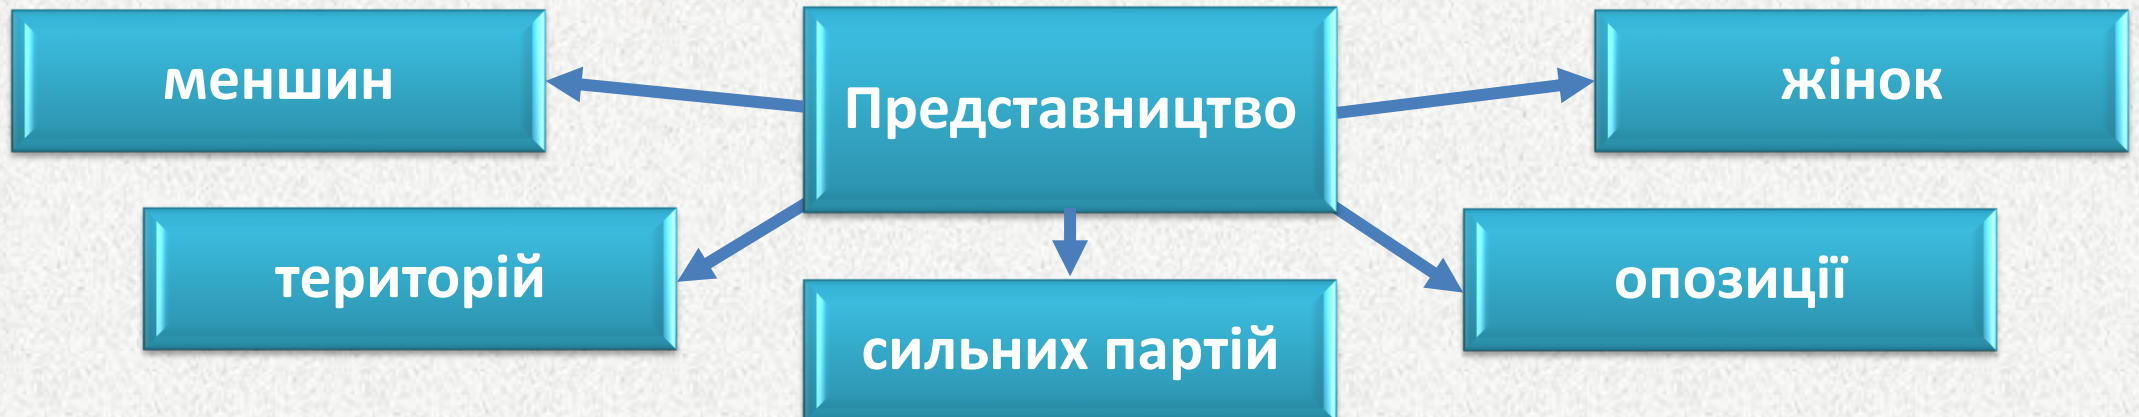 меншин
Представництво
жінок
територій
сильних партій
опозиції